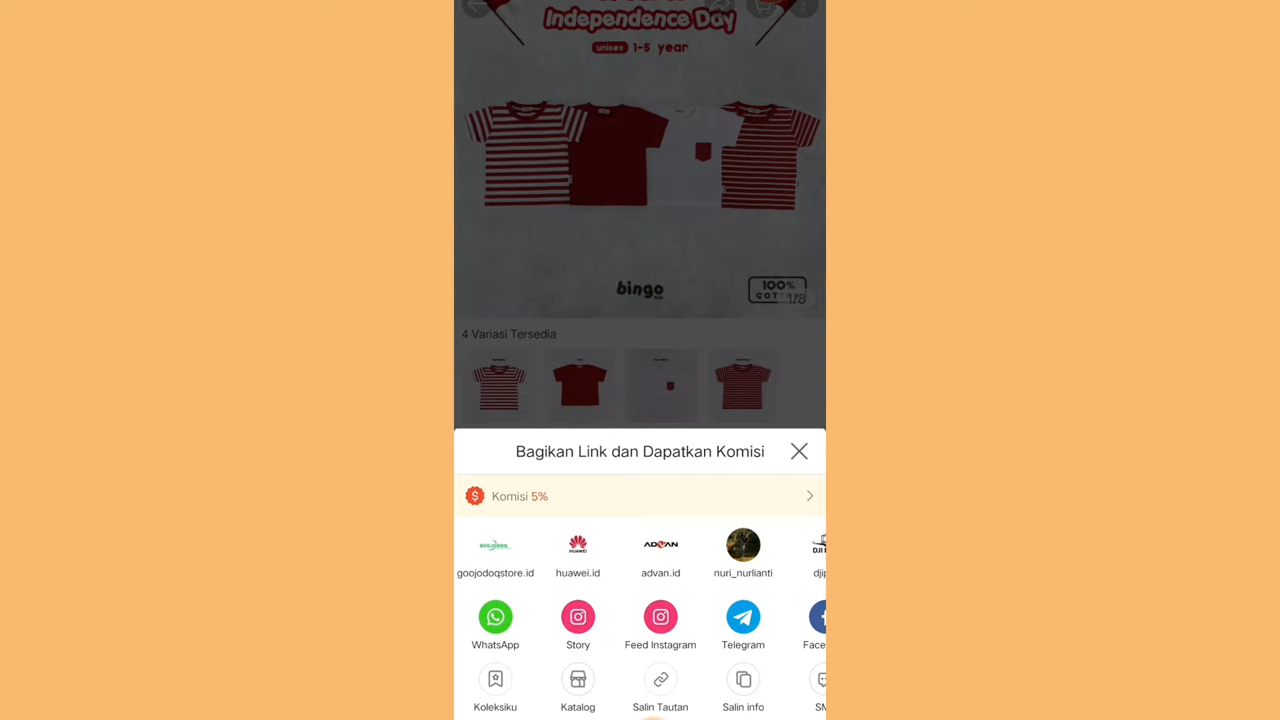 Independence Day
unisex 1-5 year
bingo
100%
COTTON
1/8
4 Variasi Tersedia
Bagikan Link dan Dapatkan Komisi
Komisi 5%
goojodoqstore.id
HUAWEI
huawei.id
ADVAN
advan.id
nuri_nurlianti
WhatsApp
Story
Feed Instagram
Telegram
Koleksiku
Katalog
Salin Tautan
Salin info